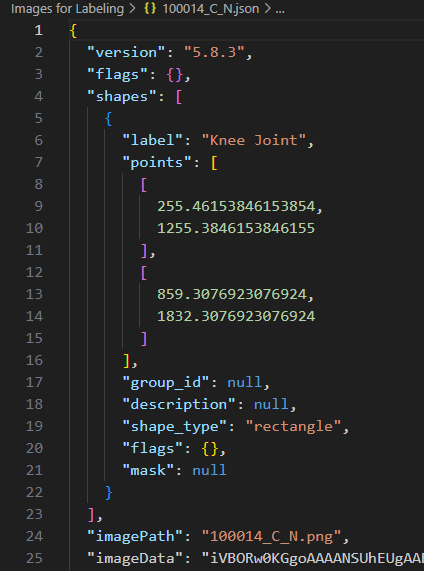 Images for Labeling > {} 100014_C_N.json > ...
1 {
2 "version": "5.8.3",
3 "flags": {},
4 "shapes": [
5 {
6 "label": "Knee Joint",
7 "points": [
8 [
9 255.46153846153854,
10 1255.3846153846155
11 ],
12 [
13 859.3076923076924,
14 1832.3076923076924
15 ]
16 ],
17 "group_id": null,
18 "description": null,
19 "shape_type": "rectangle",
20 "flags": {},
21 "mask": null
22 }
23 ],
24 "imagePath": "100014_C_N.png",
25 "imageData": "iVBORw0KGgoAAAANSUhEUgAA